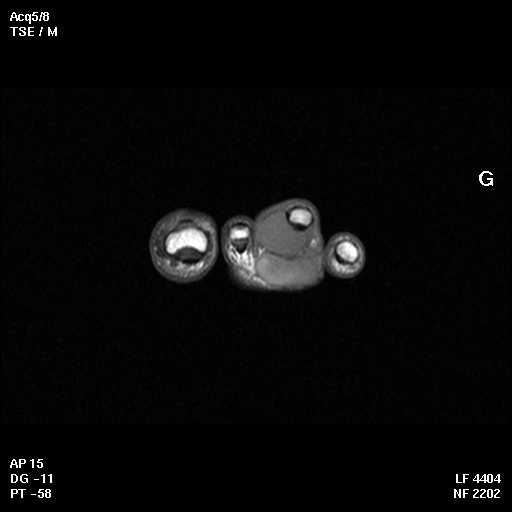 Acq5/8
TSE / M
G
AP 15
DG -11
PT -58
LF 4404
NF 2202